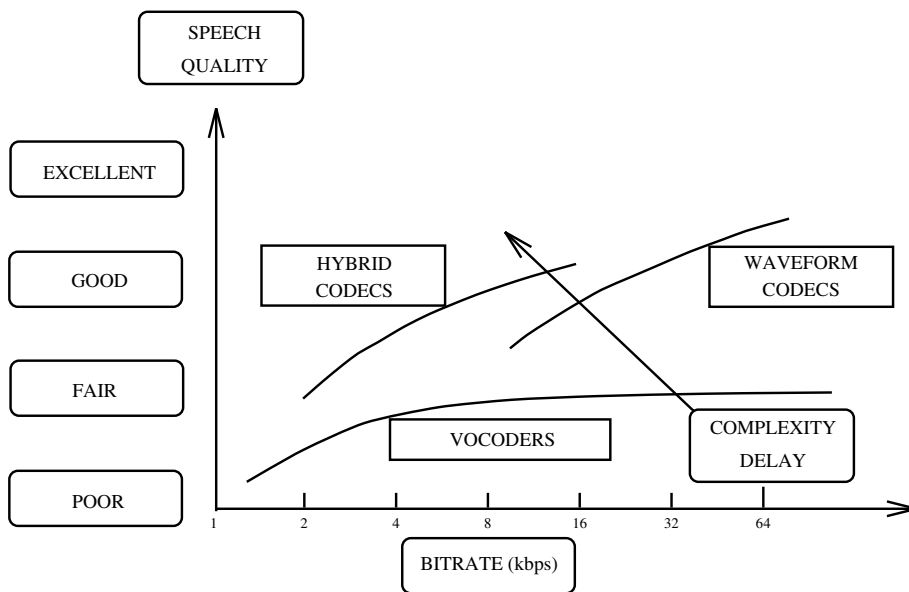 SPEECH
QUALITY
EXCELLENT
HYBRID
CODECS
WAVEFORM
CODECS
GOOD
FAIR
VOCODERS
COMPLEXITY
DELAY
POOR
1 2 4 8 16 32 64
BITRATE (kbps)